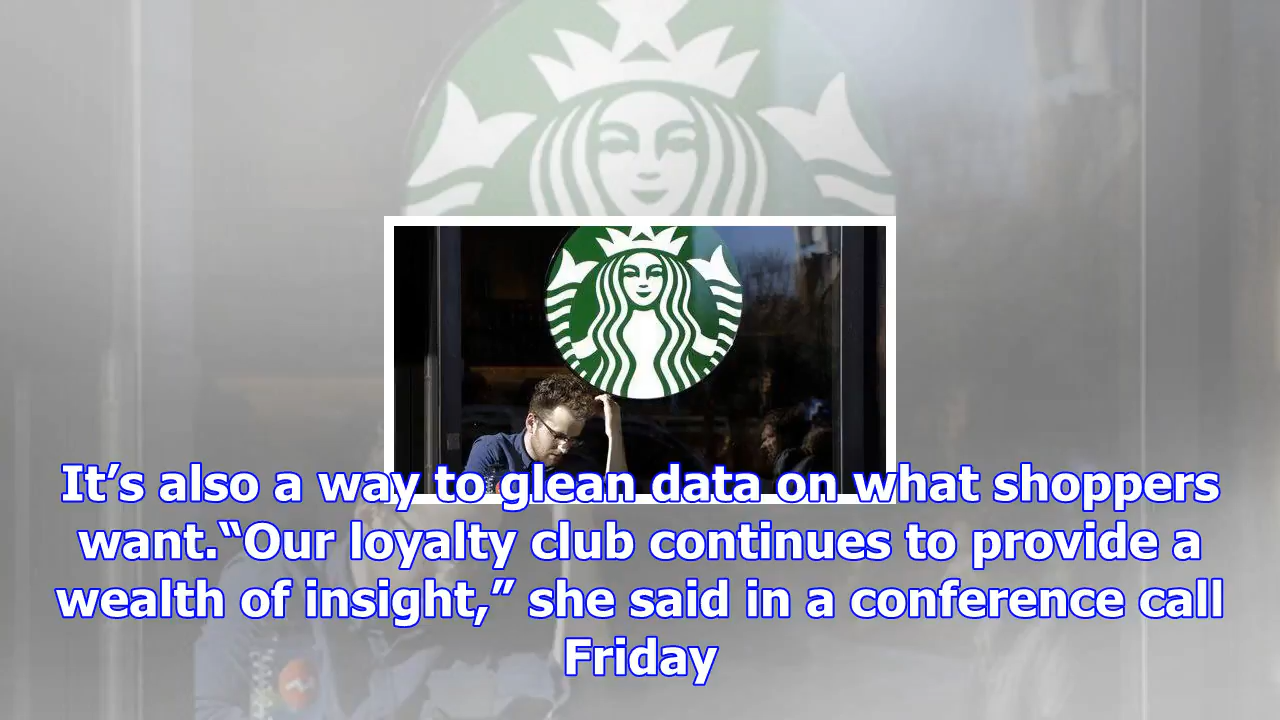 It’s also a way to glean data on what shoppers
want.“Our loyalty club continues to provide a
wealth of insight,” she said in a conference call
Friday